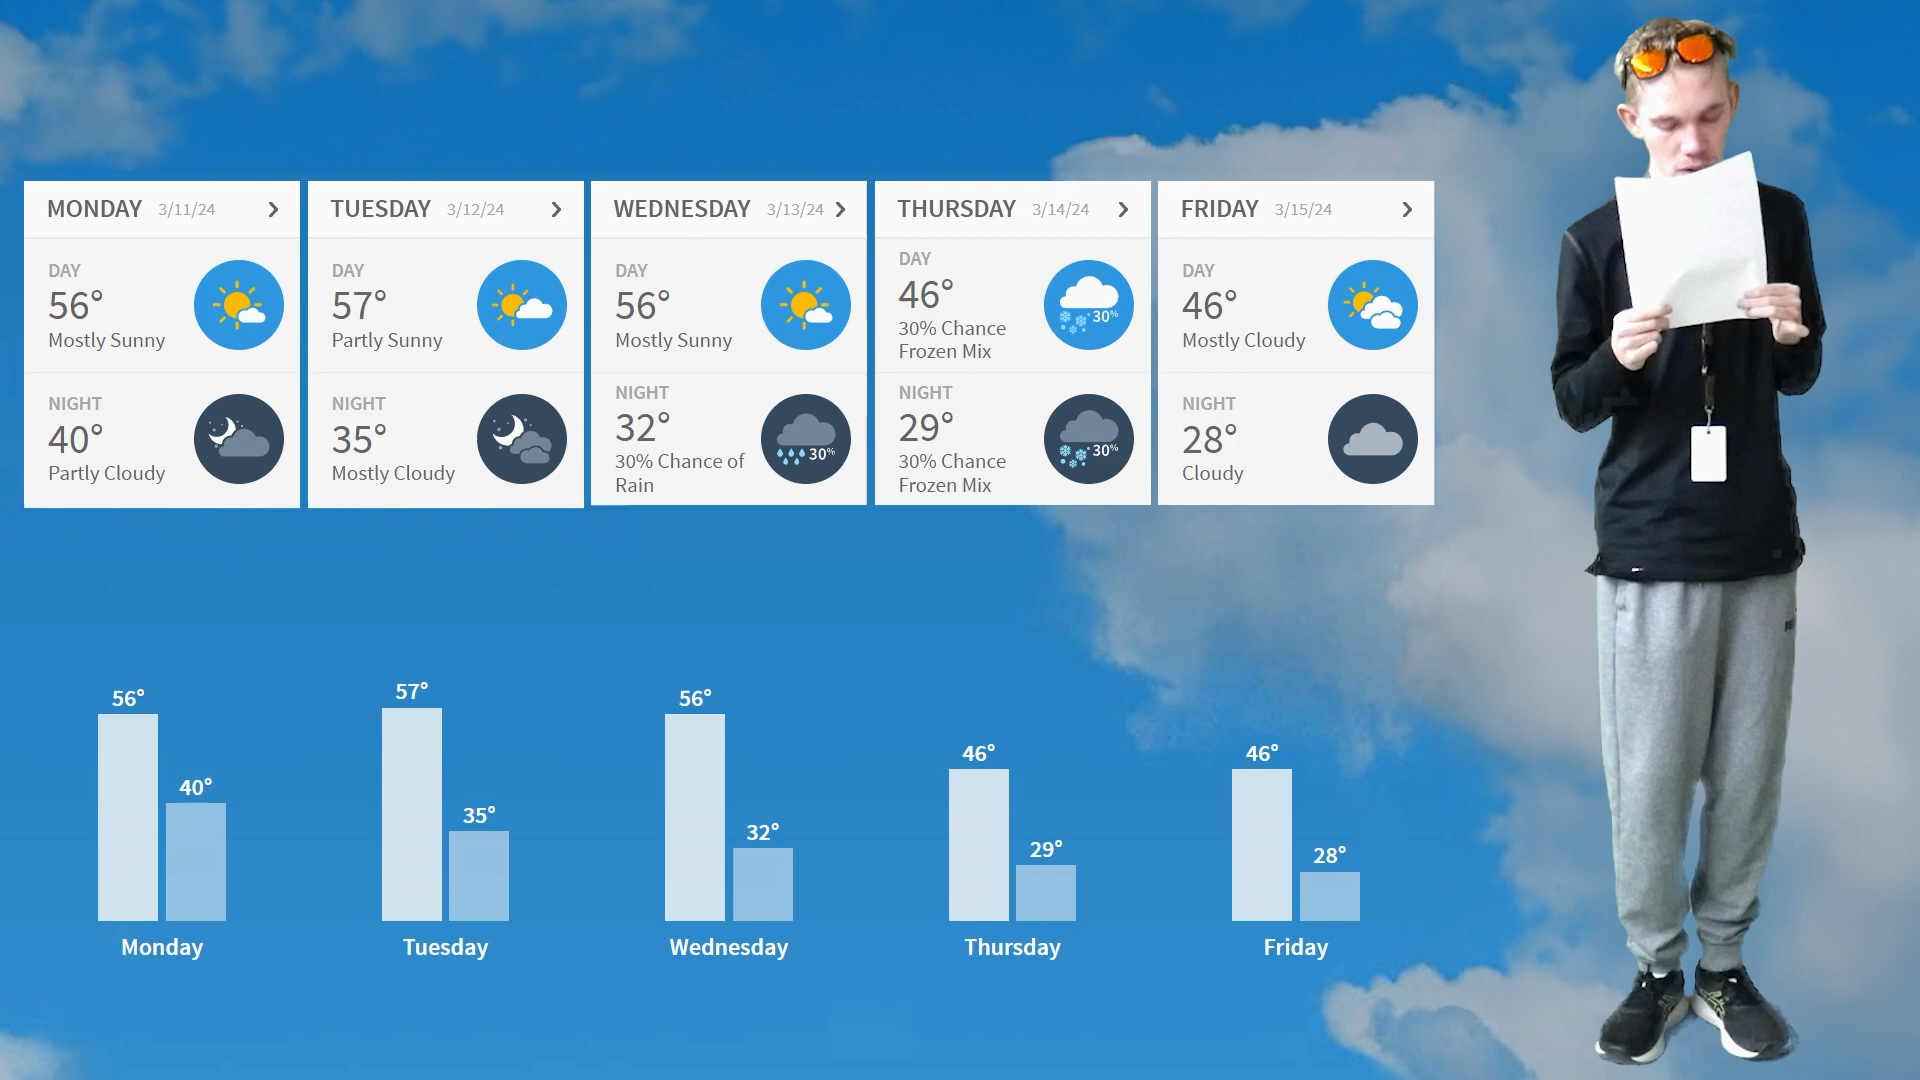 MONDAY 3/11/24
DAY
56°
Mostly Sunny
NIGHT
40°
Partly Cloudy
TUESDAY 3/12/24
DAY
57°
Partly Sunny
NIGHT
35°
Mostly Cloudy
WEDNESDAY 3/13/24
DAY
56°
Mostly Sunny
NIGHT
32°
30% Chance of
Rain
30%
THURSDAY 3/14/24
DAY
46°
30% Chance
Frozen Mix
30%
NIGHT
29°
30% Chance
Frozen Mix
30%
FRIDAY 3/15/24
DAY
46°
Mostly Cloudy
NIGHT
28°
Cloudy
56°
40°
Monday
57°
35°
Tuesday
56°
32°
Wednesday
46°
29°
Thursday
46°
28°
Friday